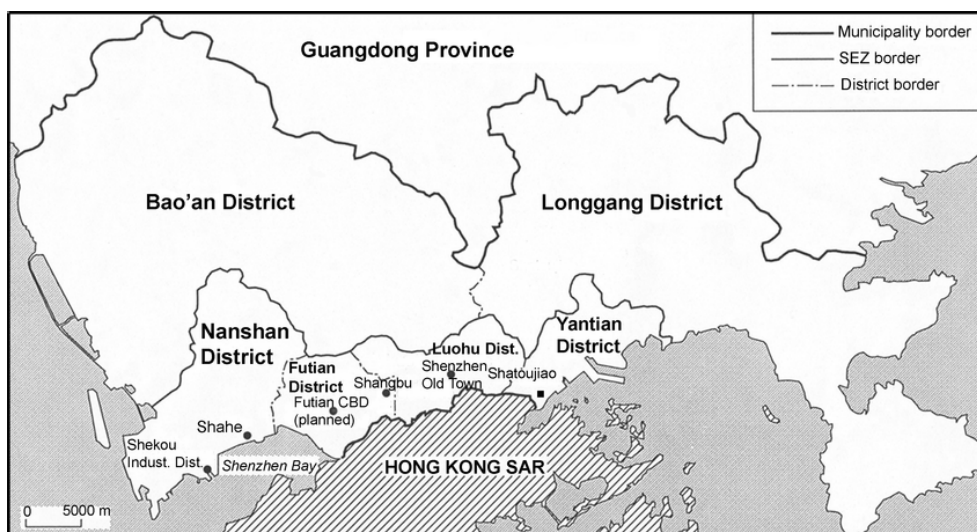 Guangdong Province
Municipality border
SEZ border
District border
Bao'an District
Longgang District
Nanshan
District
Futian
District
Futian CBD
(planned)
Shangbu
Luohu Dist.
Shenzhen
Old Town
Shatoujiao
Yantian
District
Shahe
Shekou
Indust. Dist.
Shenzhen Bay
HONG KONG SAR
0 5000 m